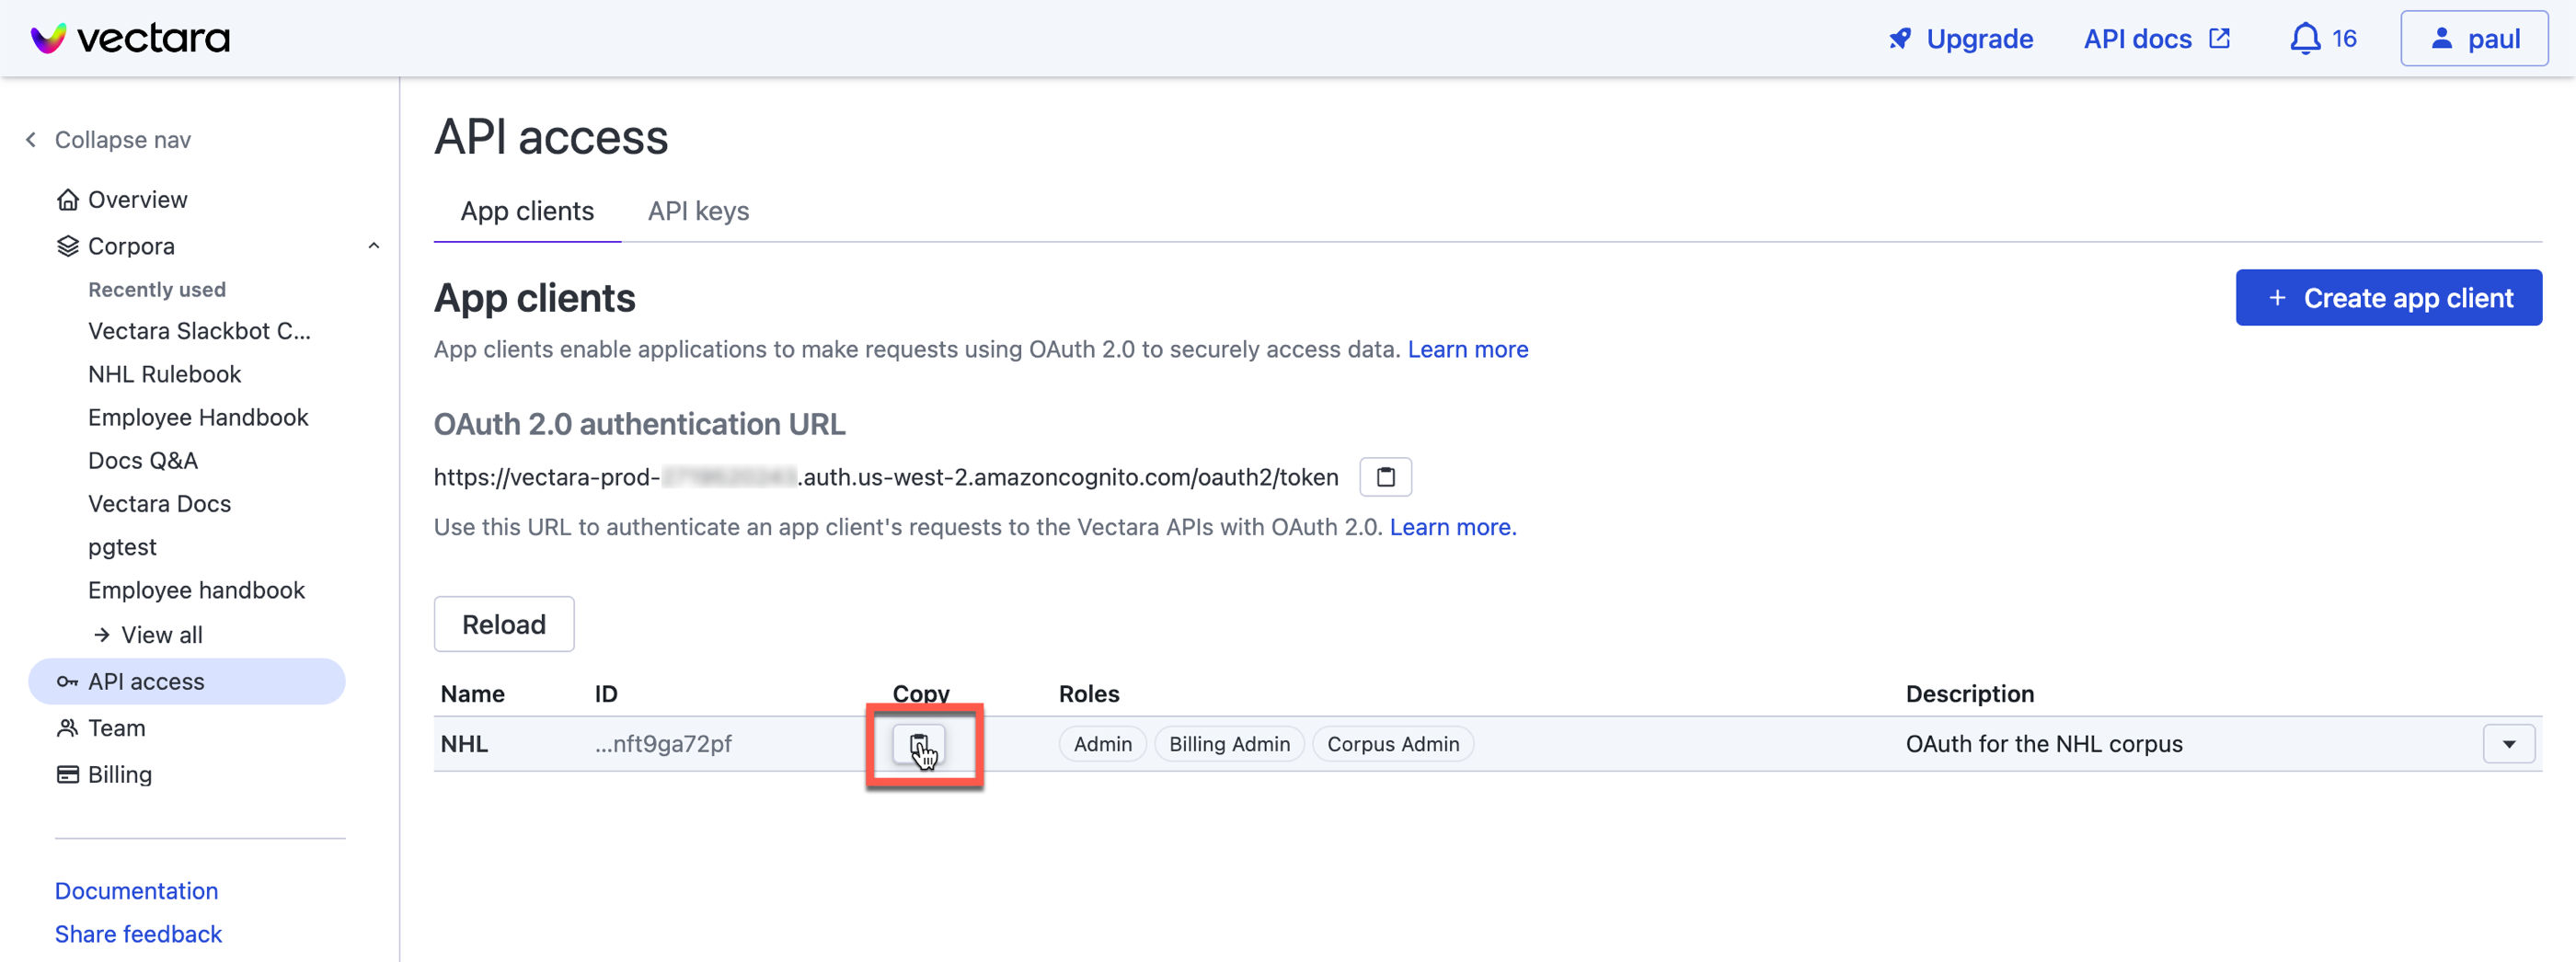 vectara
Upgrade API docs 16 paul
Collapse nav
Overview
Corpora
Recently used
Vectara Slackbot C...
NHL Rulebook
Employee Handbook
Docs Q&A
Vectara Docs
pgtest
Employee handbook
View all
API access
Team
Billing
Documentation
Share feedback
API access
App clients API keys
App clients
+ Create app client
App clients enable applications to make requests using OAuth 2.0 to securely access data. Learn more
OAuth 2.0 authentication URL
https://vectara-prod- .auth.us-west-2.amazoncognito.com/oauth2/token
Use this URL to authenticate an app client's requests to the Vectara APIs with OAuth 2.0. Learn more.
Reload
Name ID Copy Roles Description
NHL ...nft9ga72pf Admin Billing Admin Corpus Admin OAuth for the NHL corpus